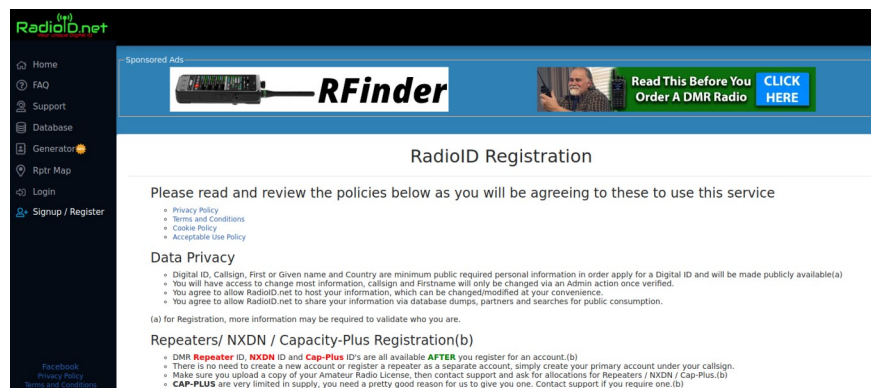 RadioID.net
Your Unique Digital ID
Home
FAQ
Support
Database
Generator
Rptr Map
Login
Signup / Register
Facebook
Privacy Policy
Terms and Conditions
Sponsored Ads
RFinder
Read This Before You
Order A DMR Radio
CLICK
HERE
RadioID Registration
Please read and review the policies below as you will be agreeing to these to use this service
Privacy Policy
Terms and Conditions
Cookie Policy
Acceptable Use Policy
Data Privacy
Digital ID, Callsign, First or Given name and Country are minimum public required personal information in order apply for a Digital ID and will be made publicly available(a)
You will have access to change most information, callsign and Firstname will only be changed via an Admin action once verified.
You agree to allow RadioID.net to host your information, which can be changed/modified at your convenience.
You agree to allow RadioID.net to share your information via database dumps, partners and searches for public consumption.
(a) for Registration, more information may be required to validate who you are.
Repeaters/ NXDN / Capacity-Plus Registration(b)
DMR Repeater ID, NXDN ID and Cap-Plus ID's are all available AFTER you register for an account.(b)
There is no need to create a new account or register a repeater as a separate account, simply create your primary account under your callsign.
Make sure you upload a copy of your Amateur Radio License, then contact support and ask for allocations for Repeaters / NXDN / Cap-Plus.(b)
CAP-PLUS are very limited in supply, you need a pretty good reason for us to give you one. Contact support if you require one.(b)